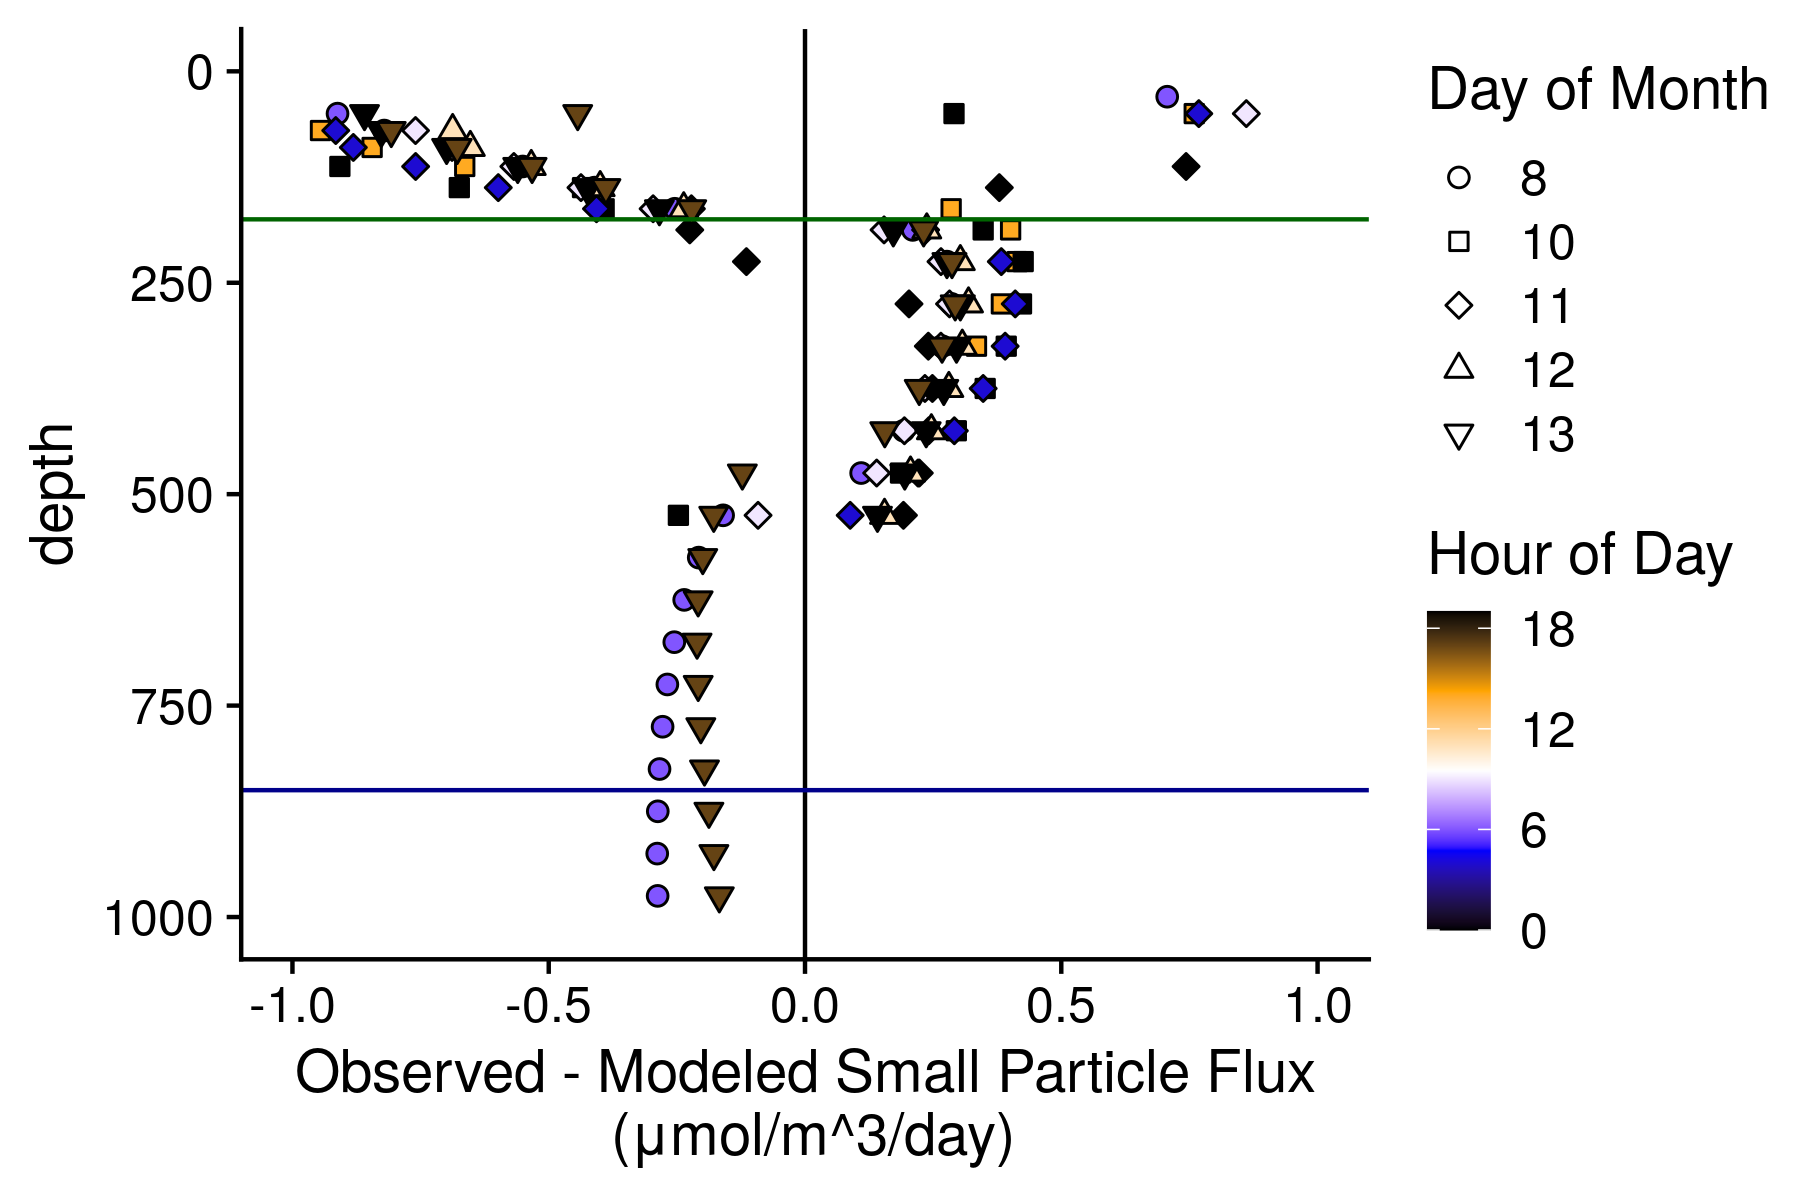 0
250
500
750
1000
depth
-1.0 -0.5 0.0 0.5 1.0
Observed - Modeled Small Particle Flux
(µmol/m^3/day)
Day of Month
8
10
11
12
13
Hour of Day
18
12
6
0